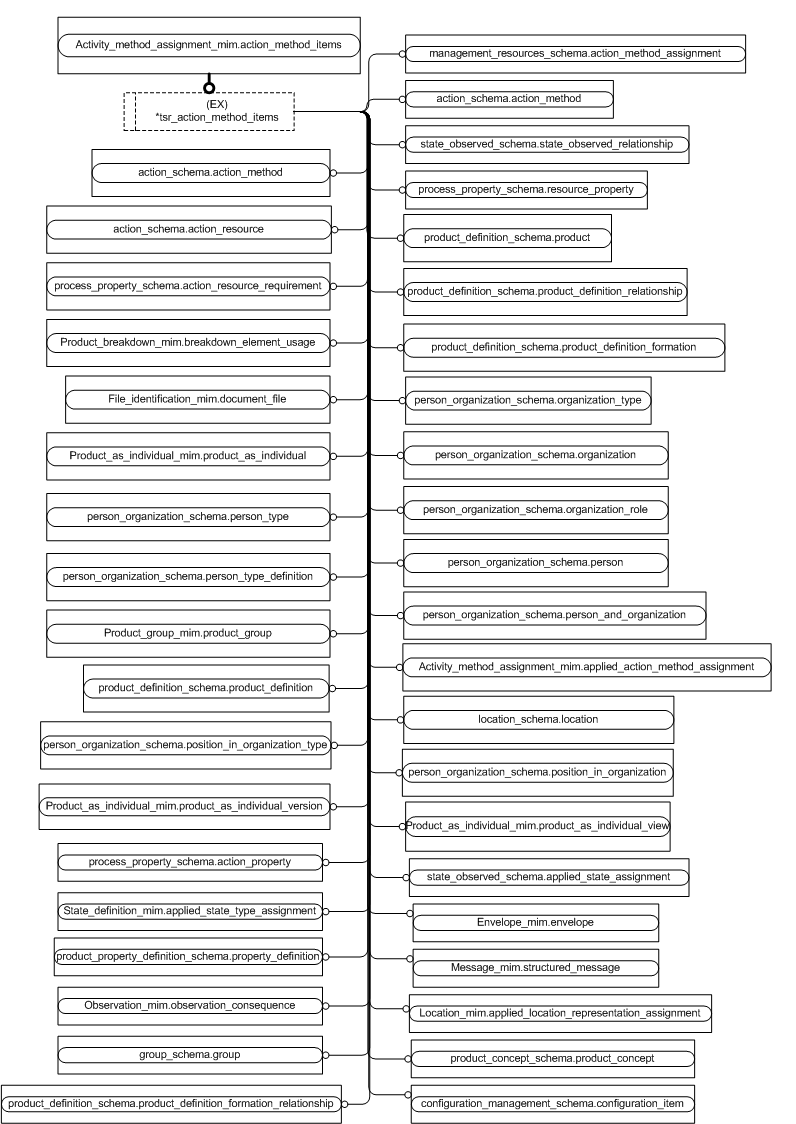 Activity_method_assignment_mim.action_method_items
(EX)
*tsr_action_method_items
action_schema.action_method
action_schema.action_resource
process_property_schema.action_resource_requirement
Product_breakdown_mim.breakdown_element_usage
File_identification_mim.document_file
Product_as_individual_mim.product_as_individual
person_organization_schema.person_type
person_organization_schema.person_type_definition
Product_group_mim.product_group
product_definition_schema.product_definition
person_organization_schema.position_in_organization_type
Product_as_individual_mim.product_as_individual_version
process_property_schema.action_property
State_definition_mim.applied_state_type_assignment
product_property_definition_schema.property_definition
Observation_mim.observation_consequence
group_schema.group
product_definition_schema.product_definition_formation_relationship
management_resources_schema.action_method_assignment
action_schema.action_method
state_observed_schema.state_observed_relationship
process_property_schema.resource_property
product_definition_schema.product
product_definition_schema.product_definition_relationship
product_definition_schema.product_definition_formation
person_organization_schema.organization_type
person_organization_schema.organization
person_organization_schema.organization_role
person_organization_schema.person
person_organization_schema.person_and_organization
Activity_method_assignment_mim.applied_action_method_assignment
location_schema.location
person_organization_schema.position_in_organization
Product_as_individual_mim.product_as_individual_view
state_observed_schema.applied_state_assignment
Envelope_mim.envelope
Message_mim.structured_message
Location_mim.applied_location_representation_assignment
product_concept_schema.product_concept
configuration_management_schema.configuration_item